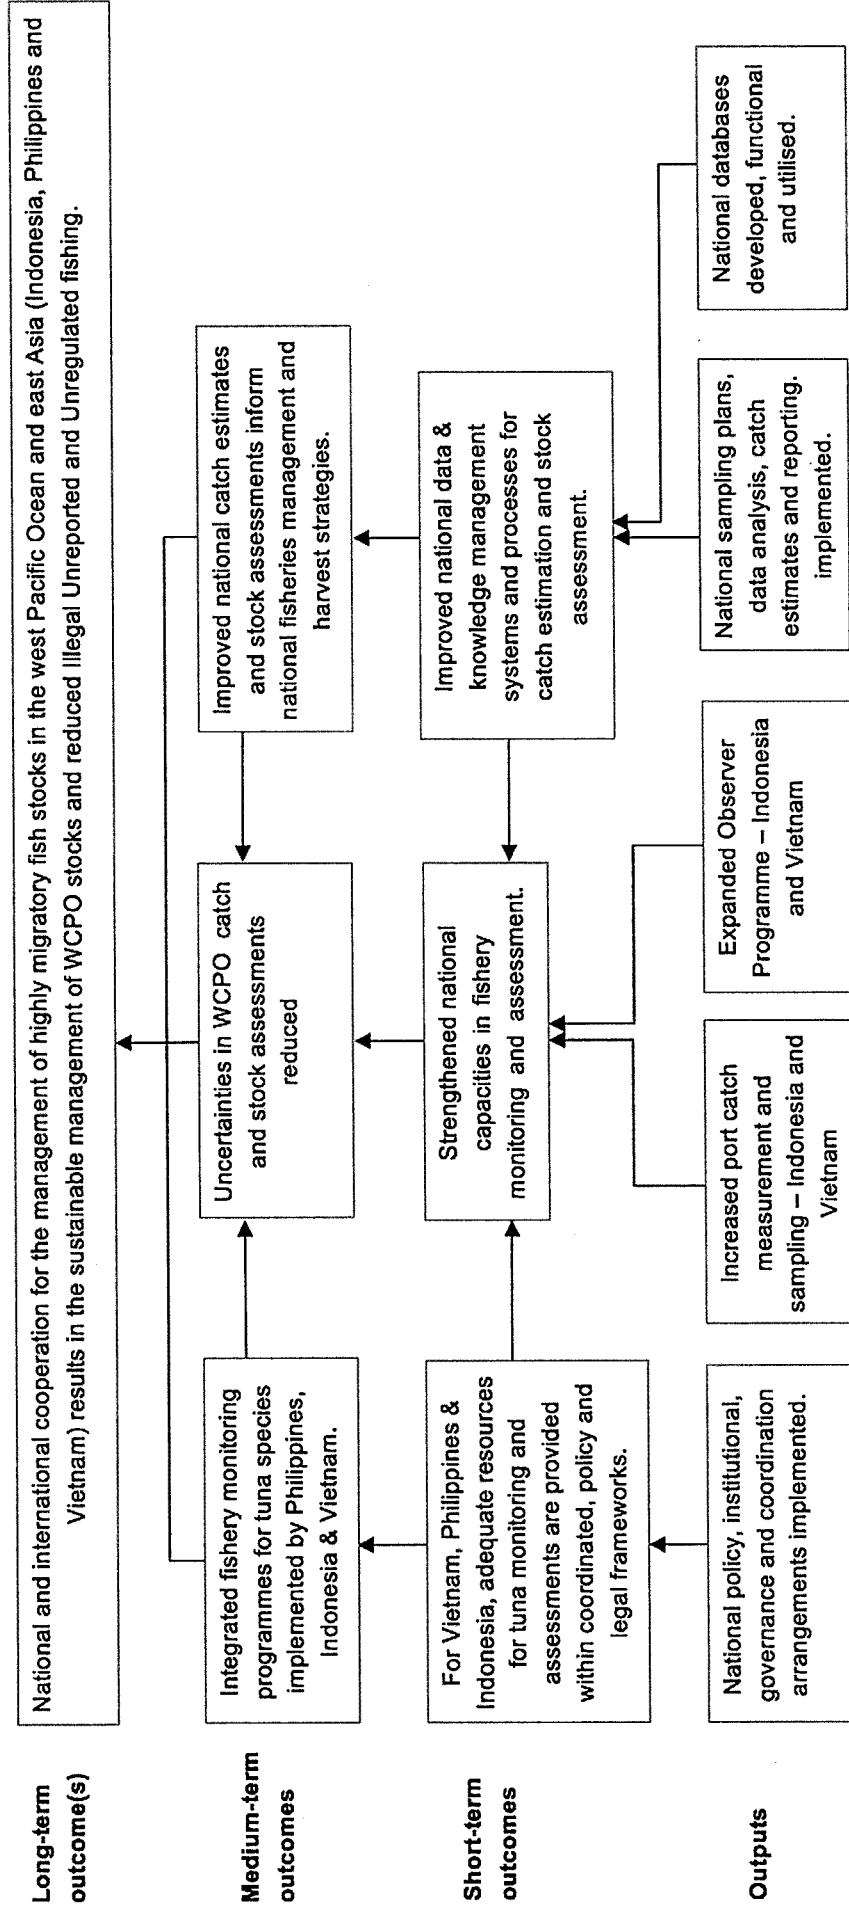 Long-term
outcome(s)
National and international cooperation for the management of highly migratory fish stocks in the west Pacific Ocean and east Asia (Indonesia, Philippines and
Vietnam) results in the sustainable management of WCPO stocks and reduced Illegal Unreported and Unregulated fishing.
Medium-term
outcomes
Integrated fishery monitoring
programmes for tuna species
implemented by Philippines,
Indonesia & Vietnam.
Uncertainties in WCPO catch
and stock assessments
reduced
Improved national catch estimates
and stock assessments inform
national fisheries management and
harvest strategies.
Short-term
outcomes
For Vietnam, Philippines &
Indonesia, adequate resources
for tuna monitoring and
assessments are provided
within coordinated, policy and
legal frameworks.
Strengthened national
capacities in fishery
monitoring and assessment.
Improved national data &
knowledge management
systems and processes for
catch estimation and stock
assessment.
Outputs
National policy, institutional,
governance and coordination
arrangements implemented.
Increased port catch
measurement and
sampling – Indonesia and
Vietnam
Expanded Observer
Programme – Indonesia
and Vietnam
National sampling plans,
data analysis, catch
estimates and reporting.
implemented.
National databases
developed, functional
and utilised.